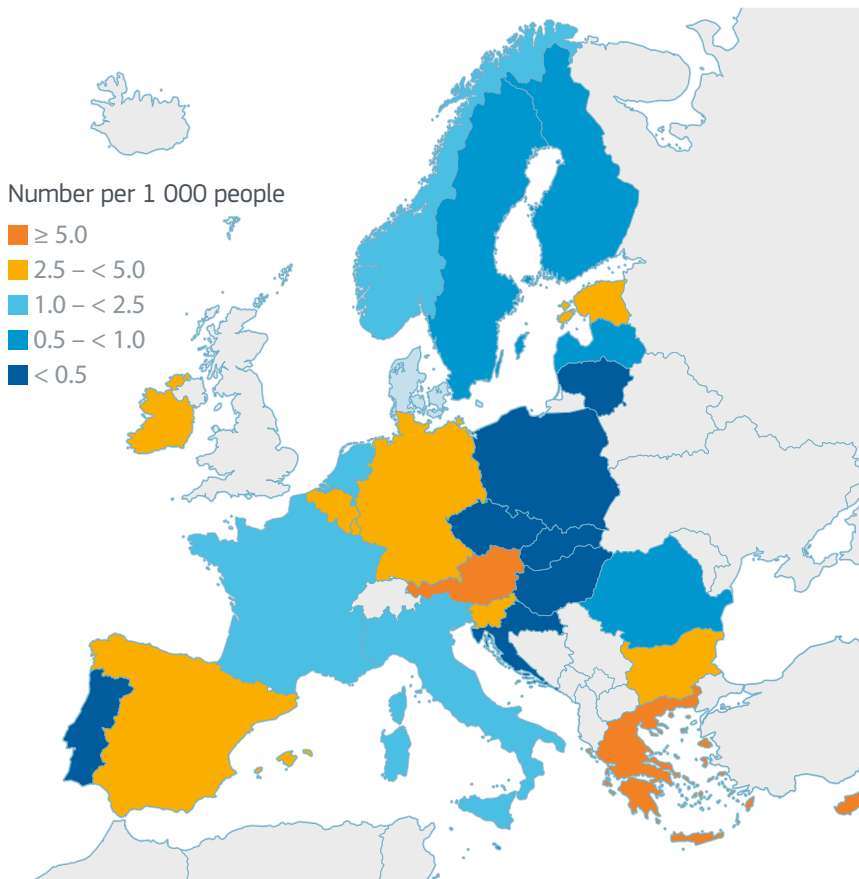 Number per 1 000 people
≥ 5.0
2.5 – < 5.0
1.0 – < 2.5
0.5 – < 1.0
< 0.5